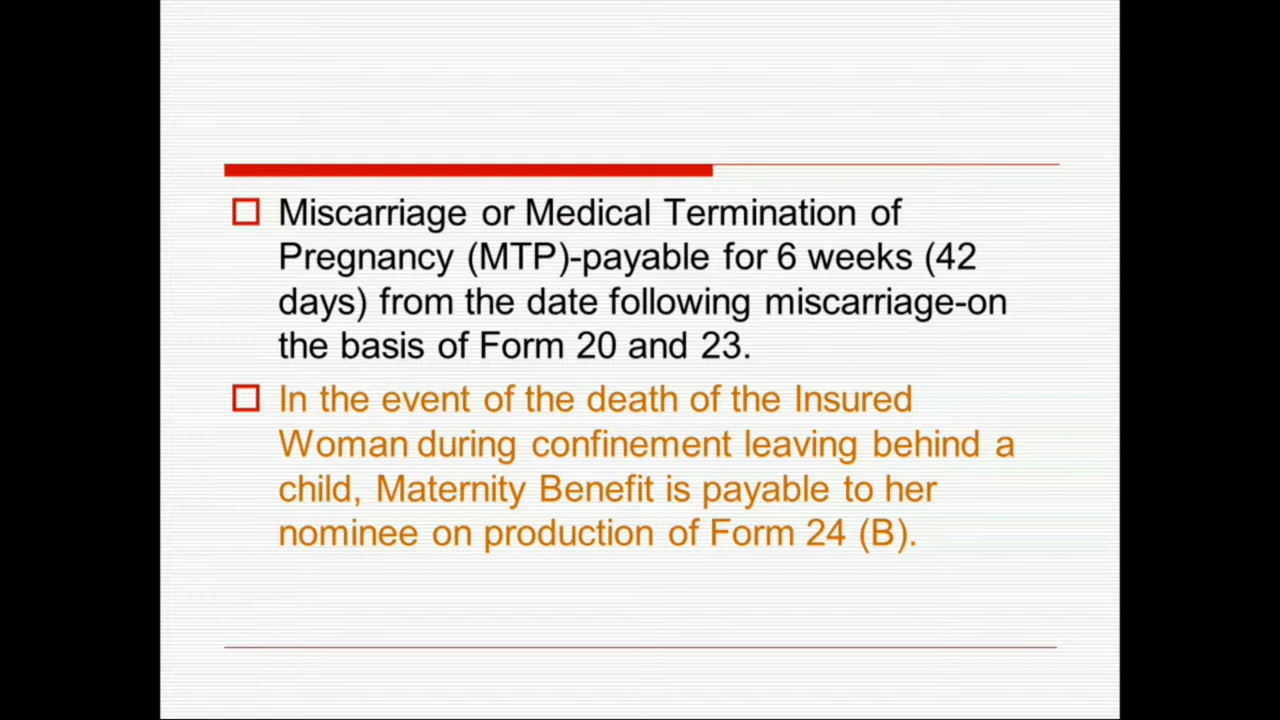 Miscarriage or Medical Termination of
Pregnancy (MTP)-payable for 6 weeks (42
days) from the date following miscarriage-on
the basis of Form 20 and 23.
In the event of the death of the Insured
Woman during confinement leaving behind a
child, Maternity Benefit is payable to her
nominee on production of Form 24 (B).